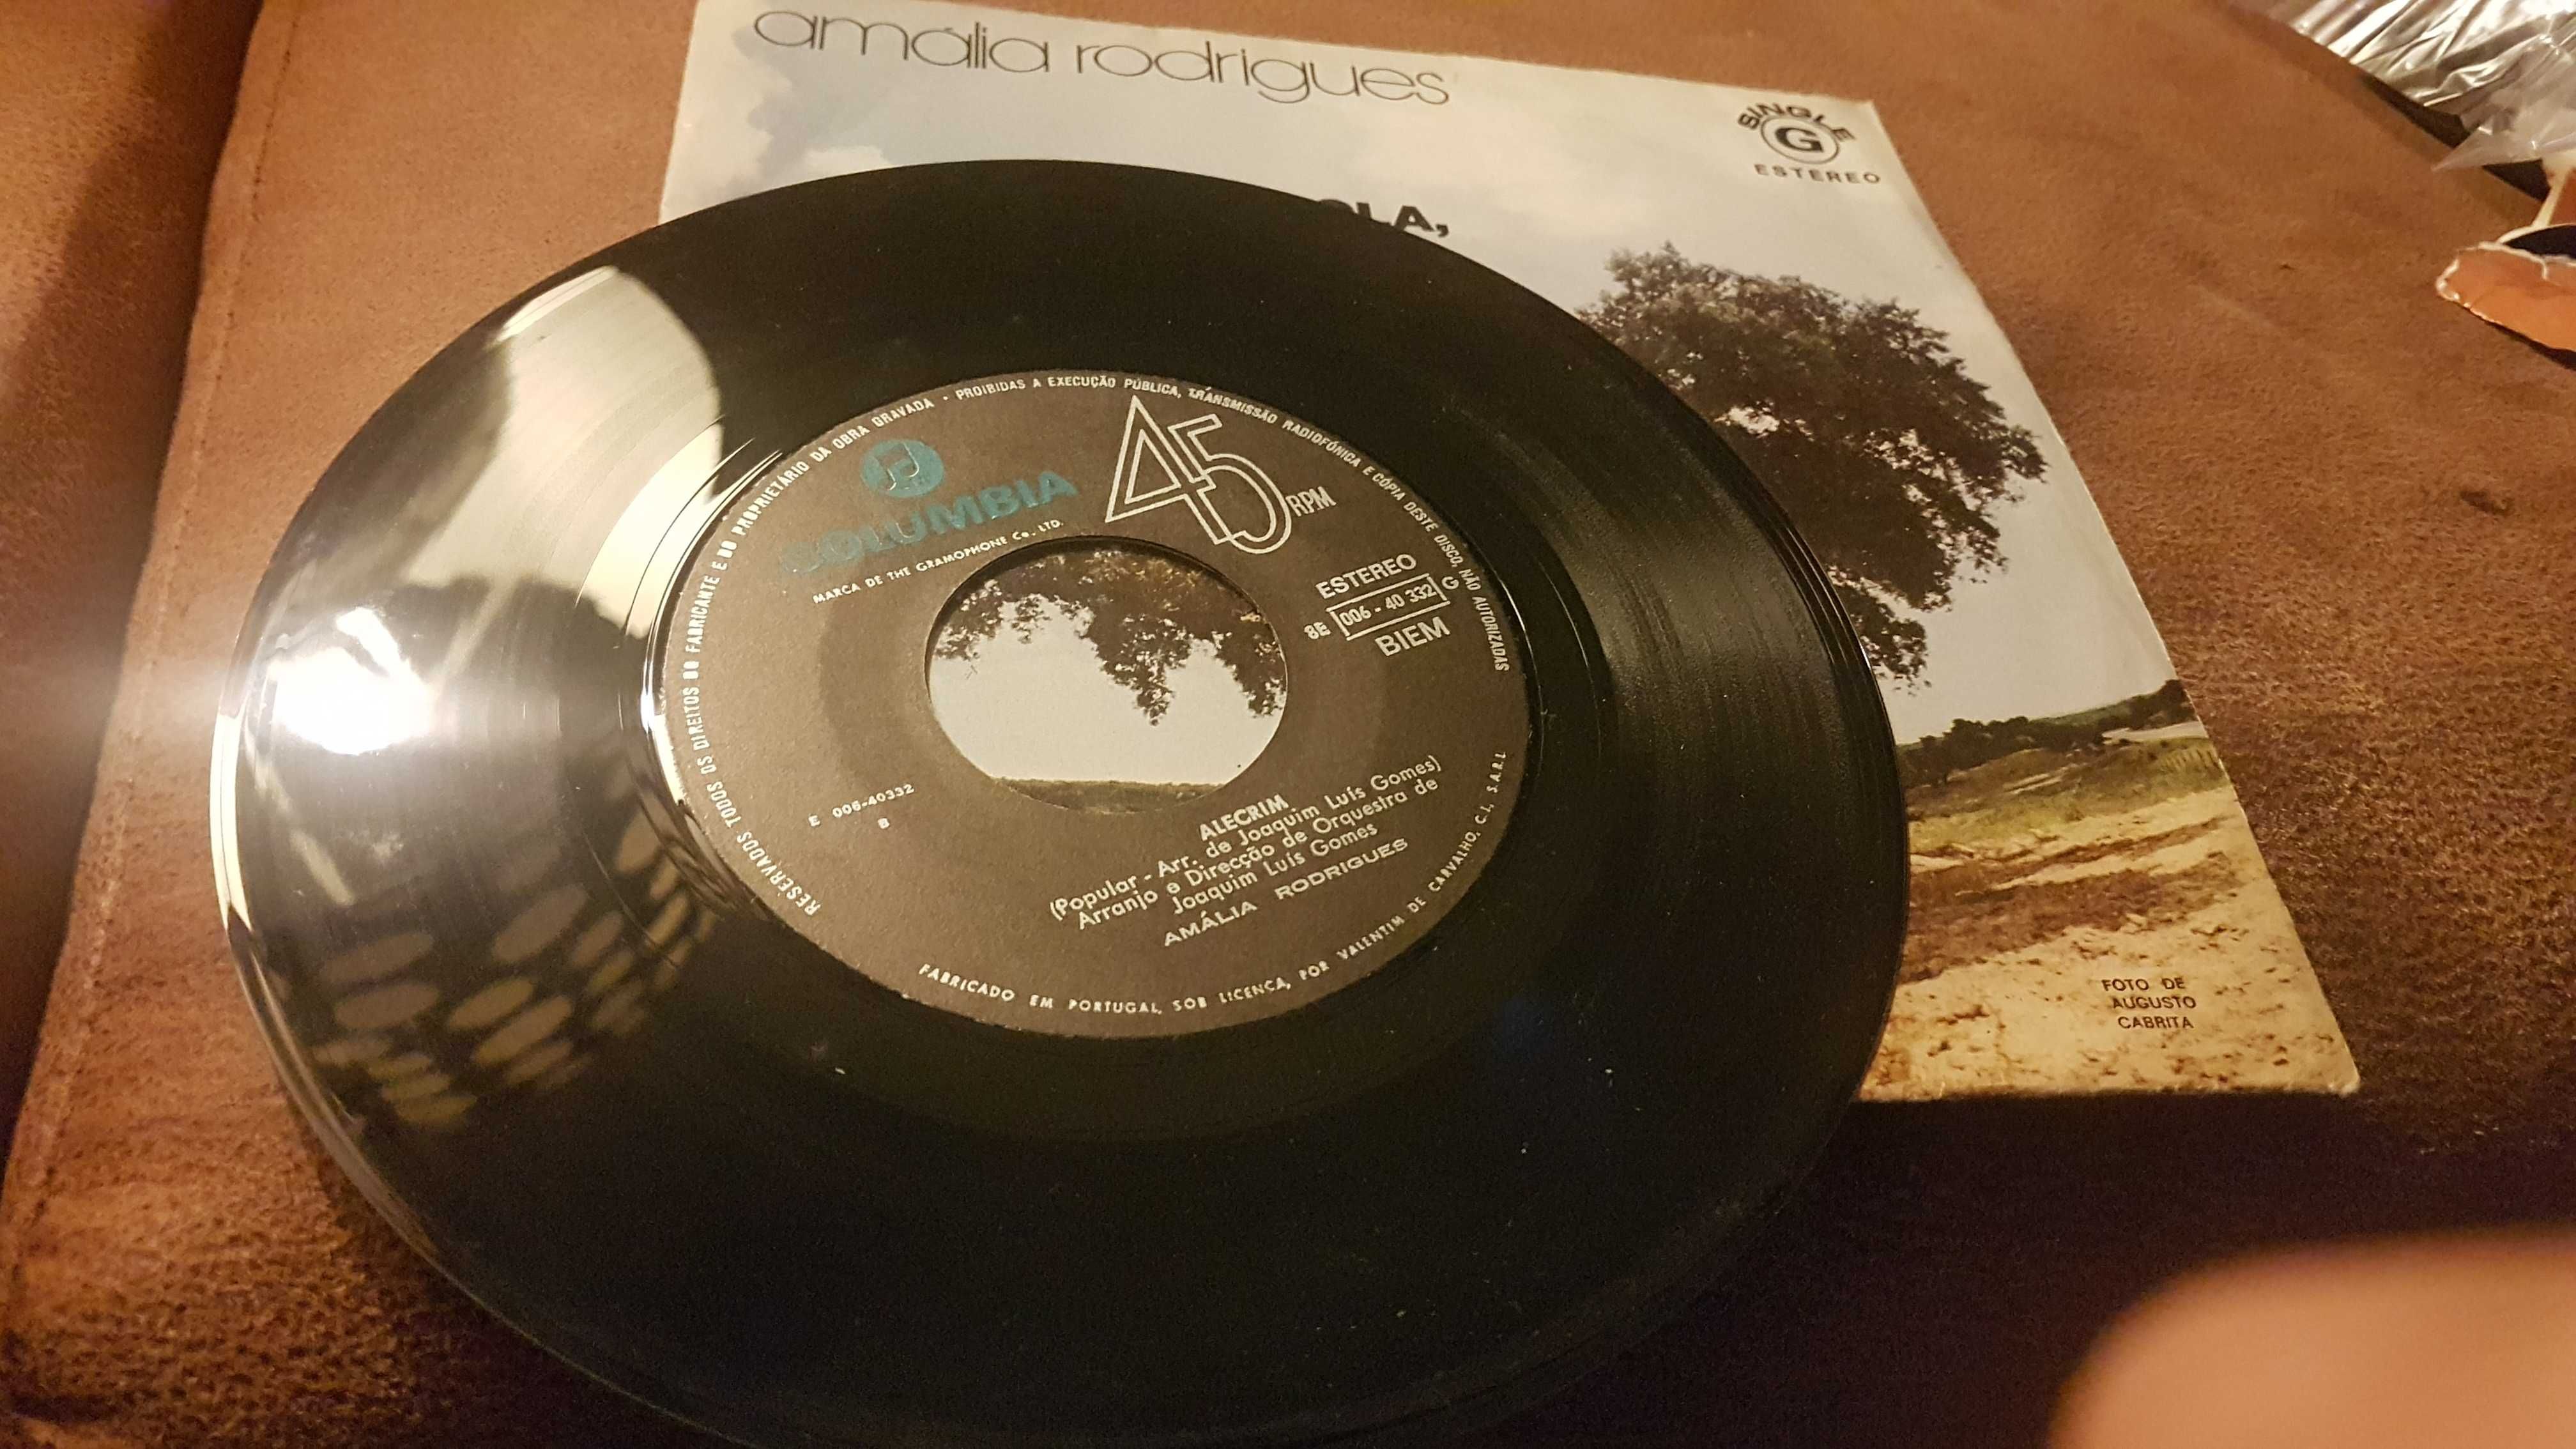 amália rodrigues
SINGLE
G
ESTEREO
OLA,
RESERVADOS TODOS OS DIREITOS DO FABRICANTE E DO PROPRIETÁRIO DA OBRA GRAVADA • PROIBIDAS A EXECUÇÃO PÚBLICA, TRANSMISSÃO RADIOFÓNICA E CÓPIA DESTE DISCO, NÃO AUTORIZADAS
COLUMBIA
MARCA DE THE GRAMOPHONE Co., LTD.
45 RPM
ESTEREO
8E 006 - 40 332 G
BIEM
E 006-40332
B
ALECRIM
(Popular - Arr. de Joaquim Luís Gomes)
Arranjo e Direcção de Orquestra de
Joaquim Luís Gomes
AMÁLIA RODRIGUES
FABRICADO EM PORTUGAL, SOB LICENCA, POR VALENTIM DE CARVALHO, C.I., S.A.R.L
FOTO DE
AUGUSTO
CABRITA